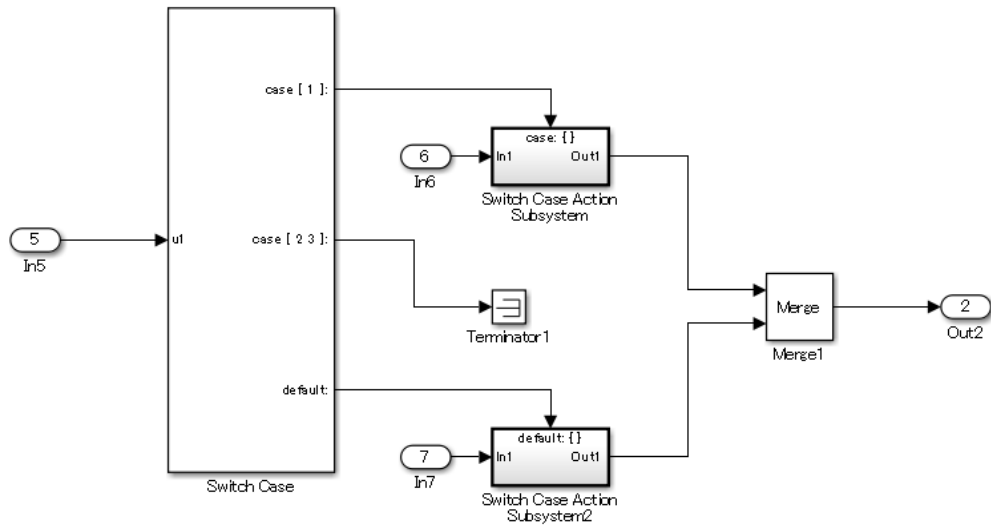 case [ 1 ]:
case: { }
In1
Out1
6
In6
Switch Case Action
Subsystem
5
In5
u1
case [ 2 3 ]:
Terminator1
Merge
Merge1
2
Out2
default:
default: { }
In1
Out1
7
In7
Switch Case Action
Subsystem2
Switch Case